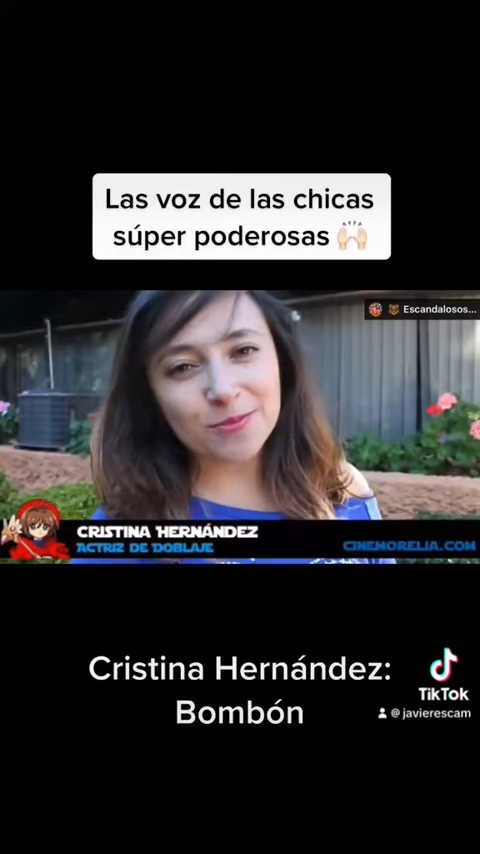 Las voz de las chicas
súper poderosas 🙌🏻
Escandalosos...
CRISTINA HERNÁNDEZ
ACTRIZ DE DOBLAJE
CINEMORELIA.COM
Cristina Hernández:
Bombón
TikTok
@javierescam